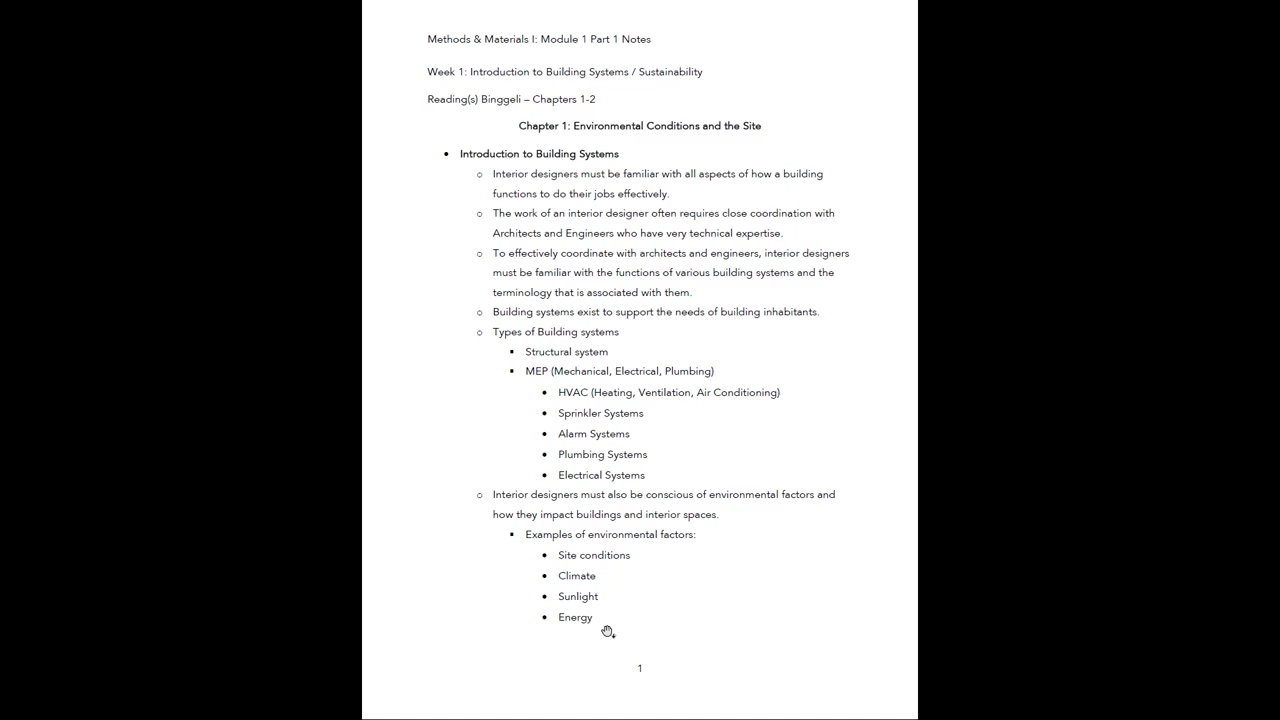 Methods & Materials I: Module 1 Part 1 Notes
Week 1: Introduction to Building Systems / Sustainability
Reading(s) Binggeli – Chapters 1-2
Chapter 1: Environmental Conditions and the Site
• Introduction to Building Systems
o Interior designers must be familiar with all aspects of how a building
functions to do their jobs effectively.
o The work of an interior designer often requires close coordination with
Architects and Engineers who have very technical expertise.
o To effectively coordinate with architects and engineers, interior designers
must be familiar with the functions of various building systems and the
terminology that is associated with them.
o Building systems exist to support the needs of building inhabitants.
o Types of Building systems
▪ Structural system
▪ MEP (Mechanical, Electrical, Plumbing)
• HVAC (Heating, Ventilation, Air Conditioning)
• Sprinkler Systems
• Alarm Systems
• Plumbing Systems
• Electrical Systems
o Interior designers must also be conscious of environmental factors and
how they impact buildings and interior spaces.
▪ Examples of environmental factors:
• Site conditions
• Climate
• Sunlight
• Energy
1